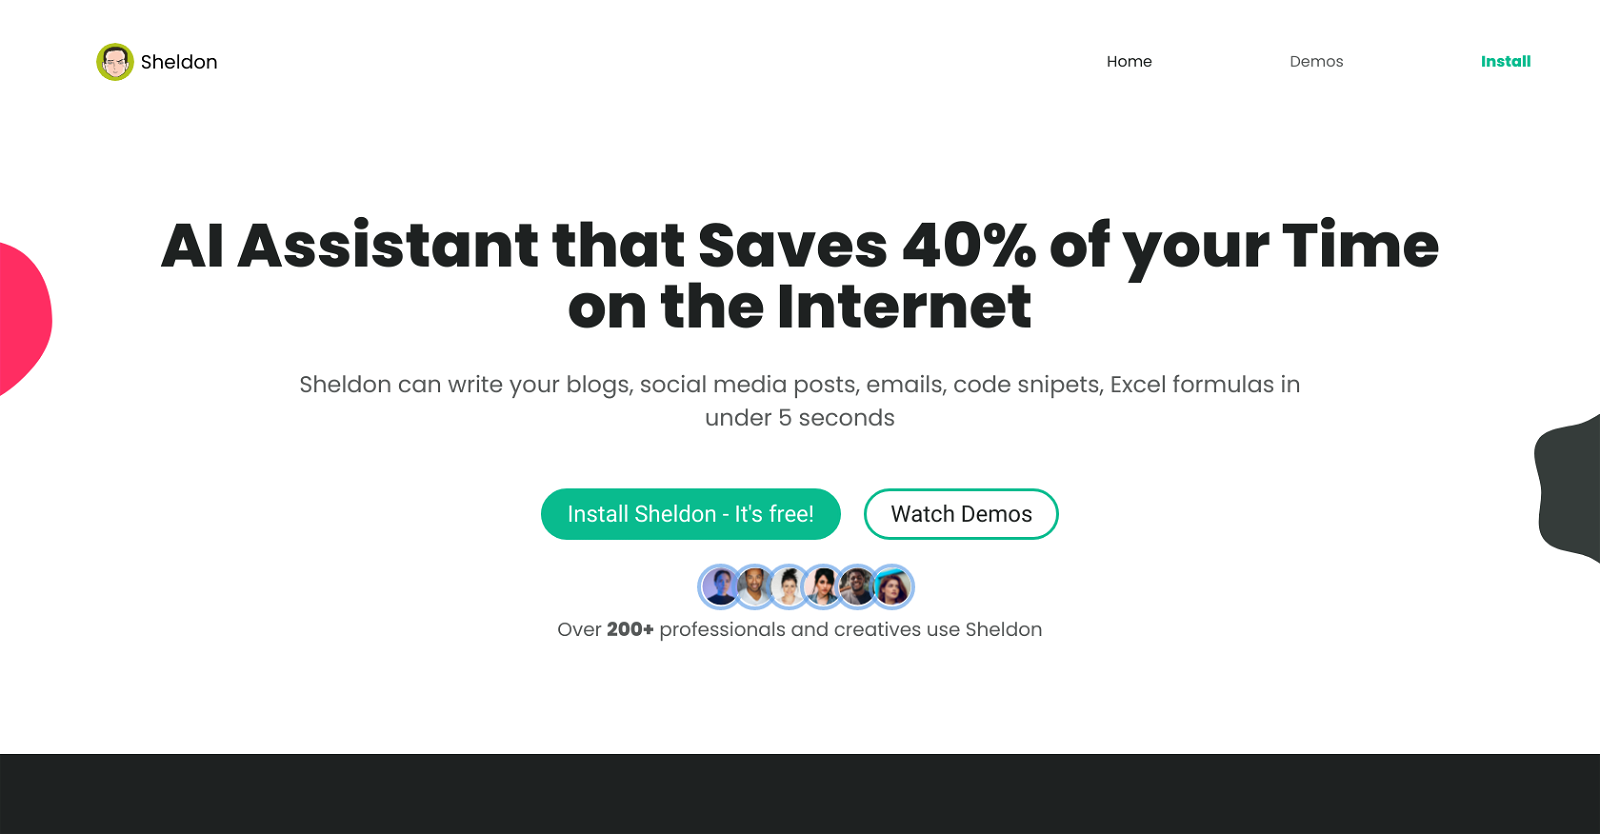 Sheldon
Home
Demos
Install
AI Assistant that Saves 40% of your Time
on the Internet
Sheldon can write your blogs, social media posts, emails, code snipets, Excel formulas in
under 5 seconds
Install Sheldon - It's free!
Watch Demos
Over 200+ professionals and creatives use Sheldon